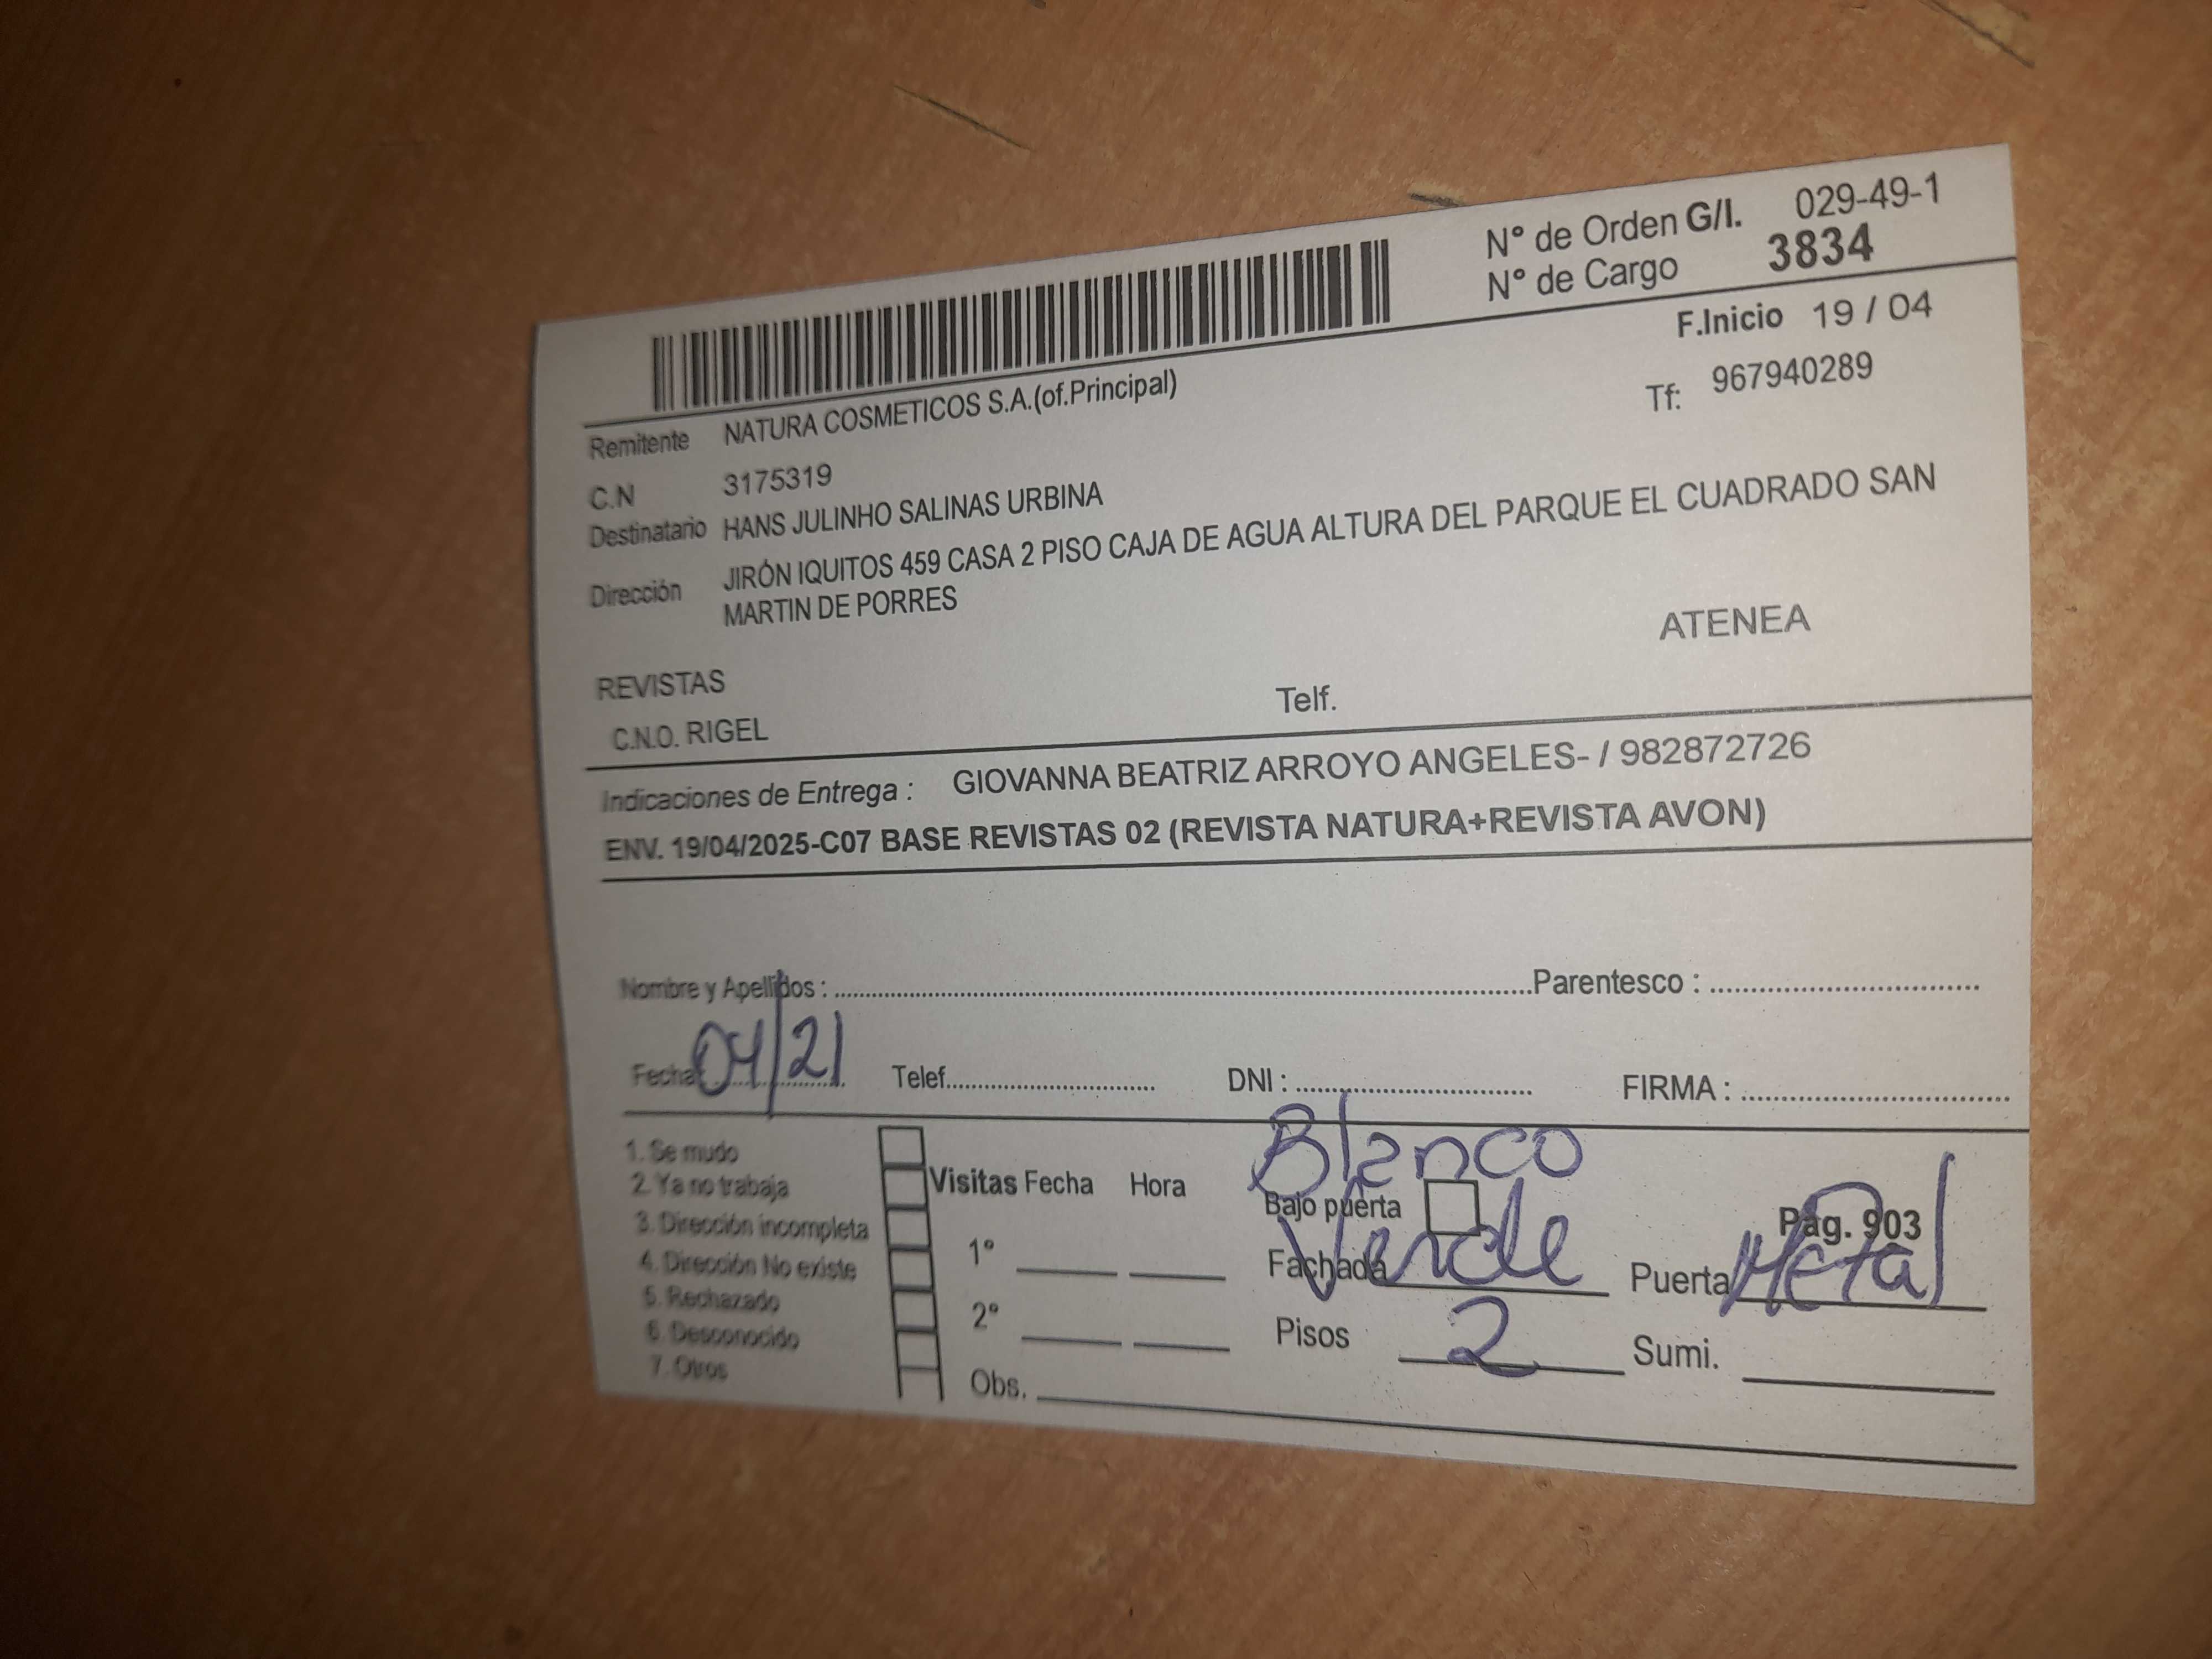 N° de Orden G/I. 029-49-1
N° de Cargo 3834
F.Inicio 19 / 04
Remitente NATURA COSMETICOS S.A.(of.Principal)
Tf: 967940289
C.N 3175319
Destinatario HANS JULINHO SALINAS URBINA
Dirección JIRÓN IQUITOS 459 CASA 2 PISO CAJA DE AGUA ALTURA DEL PARQUE EL CUADRADO SAN
MARTIN DE PORRES
ATENEA
REVISTAS
C.N.O. RIGEL Telf.
Indicaciones de Entrega : GIOVANNA BEATRIZ ARROYO ANGELES- / 982872726
ENV. 19/04/2025-C07 BASE REVISTAS 02 (REVISTA NATURA+REVISTA AVON)
Nombre y Apellidos : Parentesco :
Fecha 04/21 Telef. DNI : FIRMA :
1. Se mudo
2. Ya no trabaja
3. Dirección incompleta
4. Dirección No existe
5. Rechazado
6. Desconocido
7. Otros
Visitas Fecha Hora
1°
2°
Obs.
Blanco
Bajo puerta
Fachada Verde
Pisos 2
Pág. 903
Puerta Metal
Sumi.